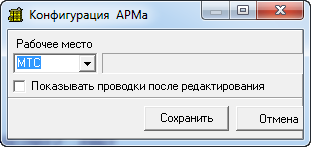 Конфигурация АРМа
Рабочее место
МТС
Показывать проводки после редактирования
Сохранить Отмена